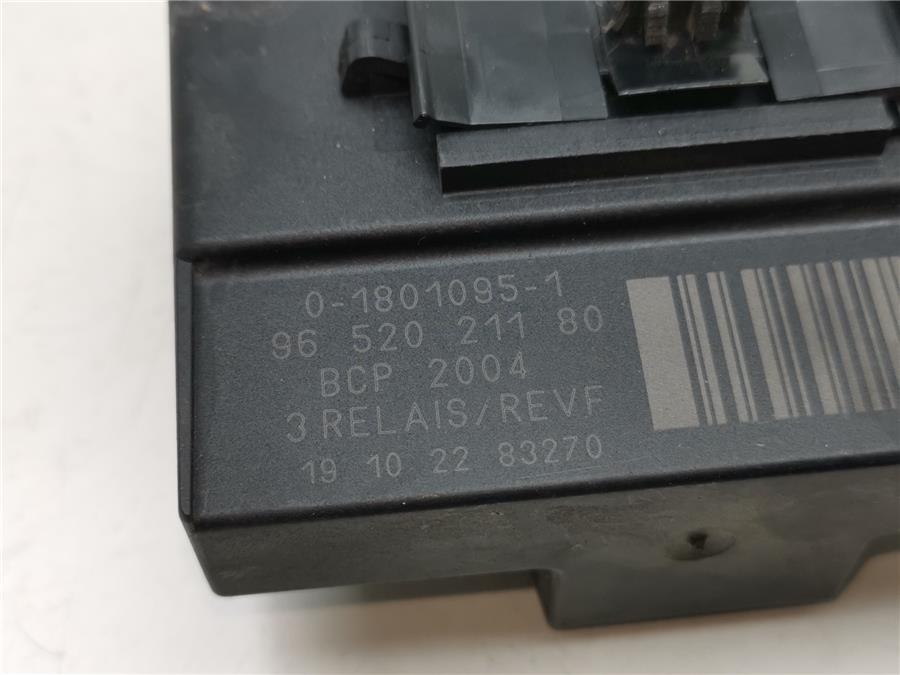 0-1801095-1
96 520 211 80
BCP 2004
3 RELAIS/REVF
19 10 22 83270